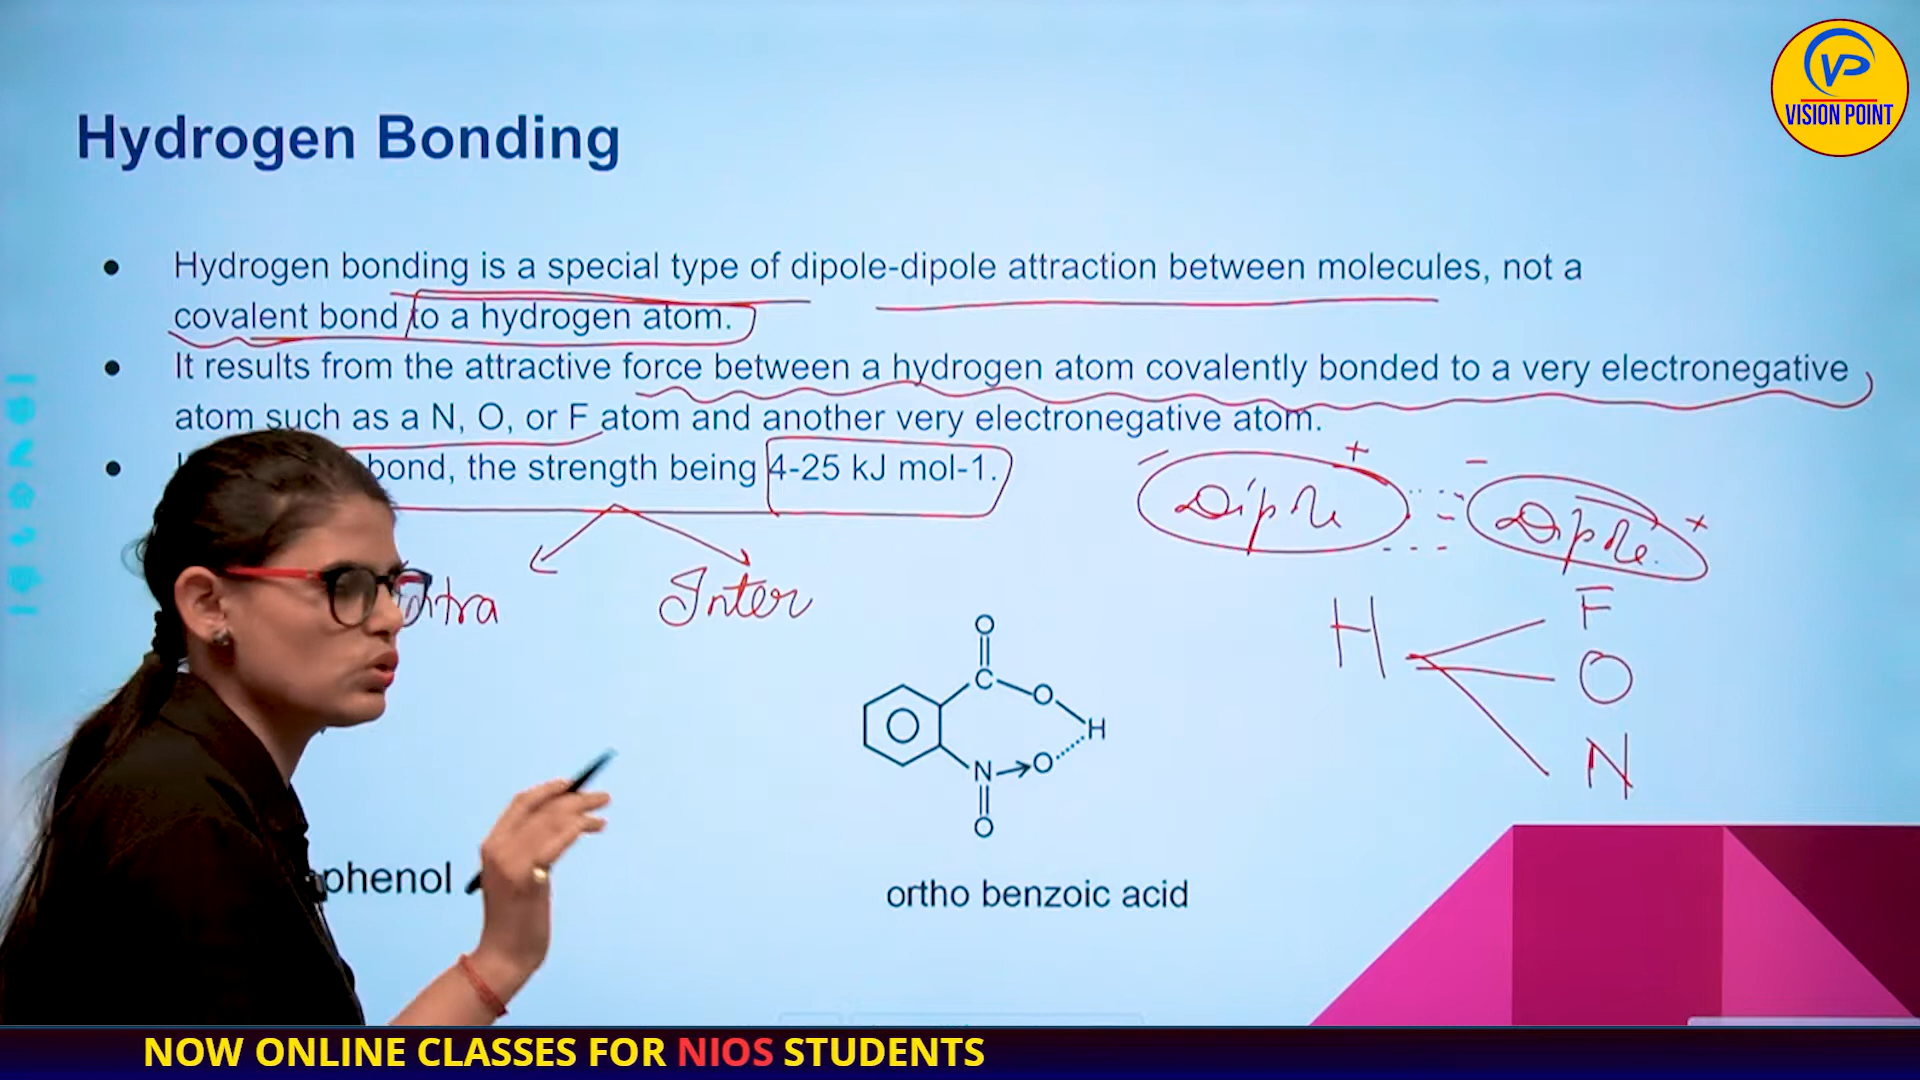 VP
VISION POINT
Hydrogen Bonding
● Hydrogen bonding is a special type of dipole-dipole attraction between molecules, not a
covalent bond to a hydrogen atom.
● It results from the attractive force between a hydrogen atom covalently bonded to a very electronegative
atom such as a N, O, or F atom and another very electronegative atom.
● bond, the strength being 4-25 kJ mol-1.
- + - +
Dipole Dipole.
Intra Inter
H F
O
N
O
C O
H
N O
O
phenol
ortho benzoic acid
NOW ONLINE CLASSES FOR NIOS STUDENTS